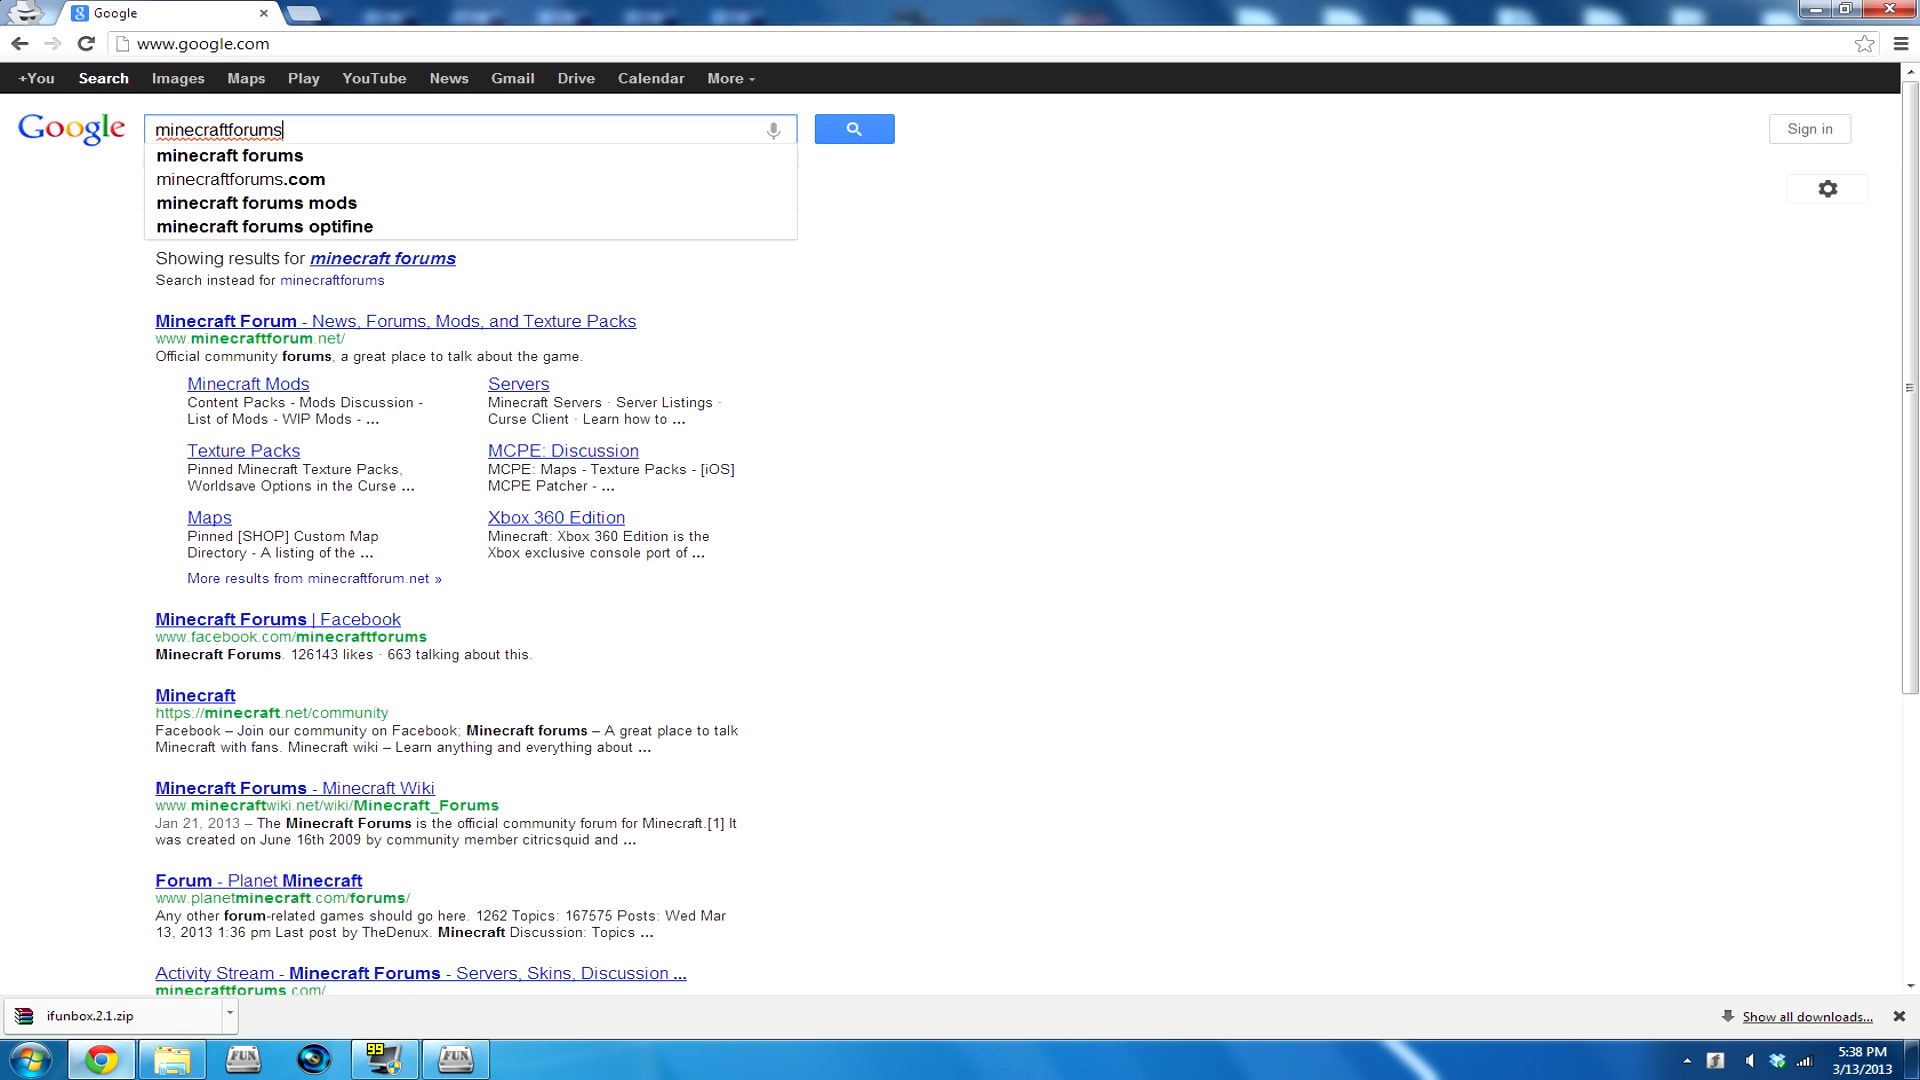 Google
www.google.com
+You Search Images Maps Play YouTube News Gmail Drive Calendar More
Google minecraftforums Sign in
minecraft forums
minecraftforums.com
minecraft forums mods
minecraft forums optifine
Showing results for minecraft forums
Search instead for minecraftforums
Minecraft Forum - News, Forums, Mods, and Texture Packs
www.minecraftforum.net/
Official community forums, a great place to talk about the game.
Minecraft Mods
Content Packs - Mods Discussion -
List of Mods - WIP Mods - ...
Servers
Minecraft Servers · Server Listings ·
Curse Client · Learn how to ...
Texture Packs
Pinned Minecraft Texture Packs,
Worldsave Options in the Curse ...
MCPE: Discussion
MCPE: Maps - Texture Packs - [iOS]
MCPE Patcher - ...
Maps
Pinned [SHOP] Custom Map
Directory - A listing of the ...
Xbox 360 Edition
Minecraft: Xbox 360 Edition is the
Xbox exclusive console port of ...
More results from minecraftforum.net »
Minecraft Forums | Facebook
www.facebook.com/minecraftforums
Minecraft Forums. 126143 likes · 663 talking about this.
Minecraft
https://minecraft.net/community
Facebook – Join our community on Facebook; Minecraft forums – A great place to talk
Minecraft with fans. Minecraft wiki – Learn anything and everything about ...
Minecraft Forums - Minecraft Wiki
www.minecraftwiki.net/wiki/Minecraft_Forums
Jan 21, 2013 – The Minecraft Forums is the official community forum for Minecraft.[1] It
was created on June 16th 2009 by community member citricsquid and ...
Forum - Planet Minecraft
www.planetminecraft.com/forums/
Any other forum-related games should go here. 1262 Topics: 167575 Posts: Wed Mar
13, 2013 1:36 pm Last post by TheDenux. Minecraft Discussion: Topics ...
Activity Stream - Minecraft Forums - Servers, Skins, Discussion ...
minecraftforums.com/
ifunbox.2.1.zip
Show all downloads...
FUN
99
FUN
5:38 PM
3/13/2013